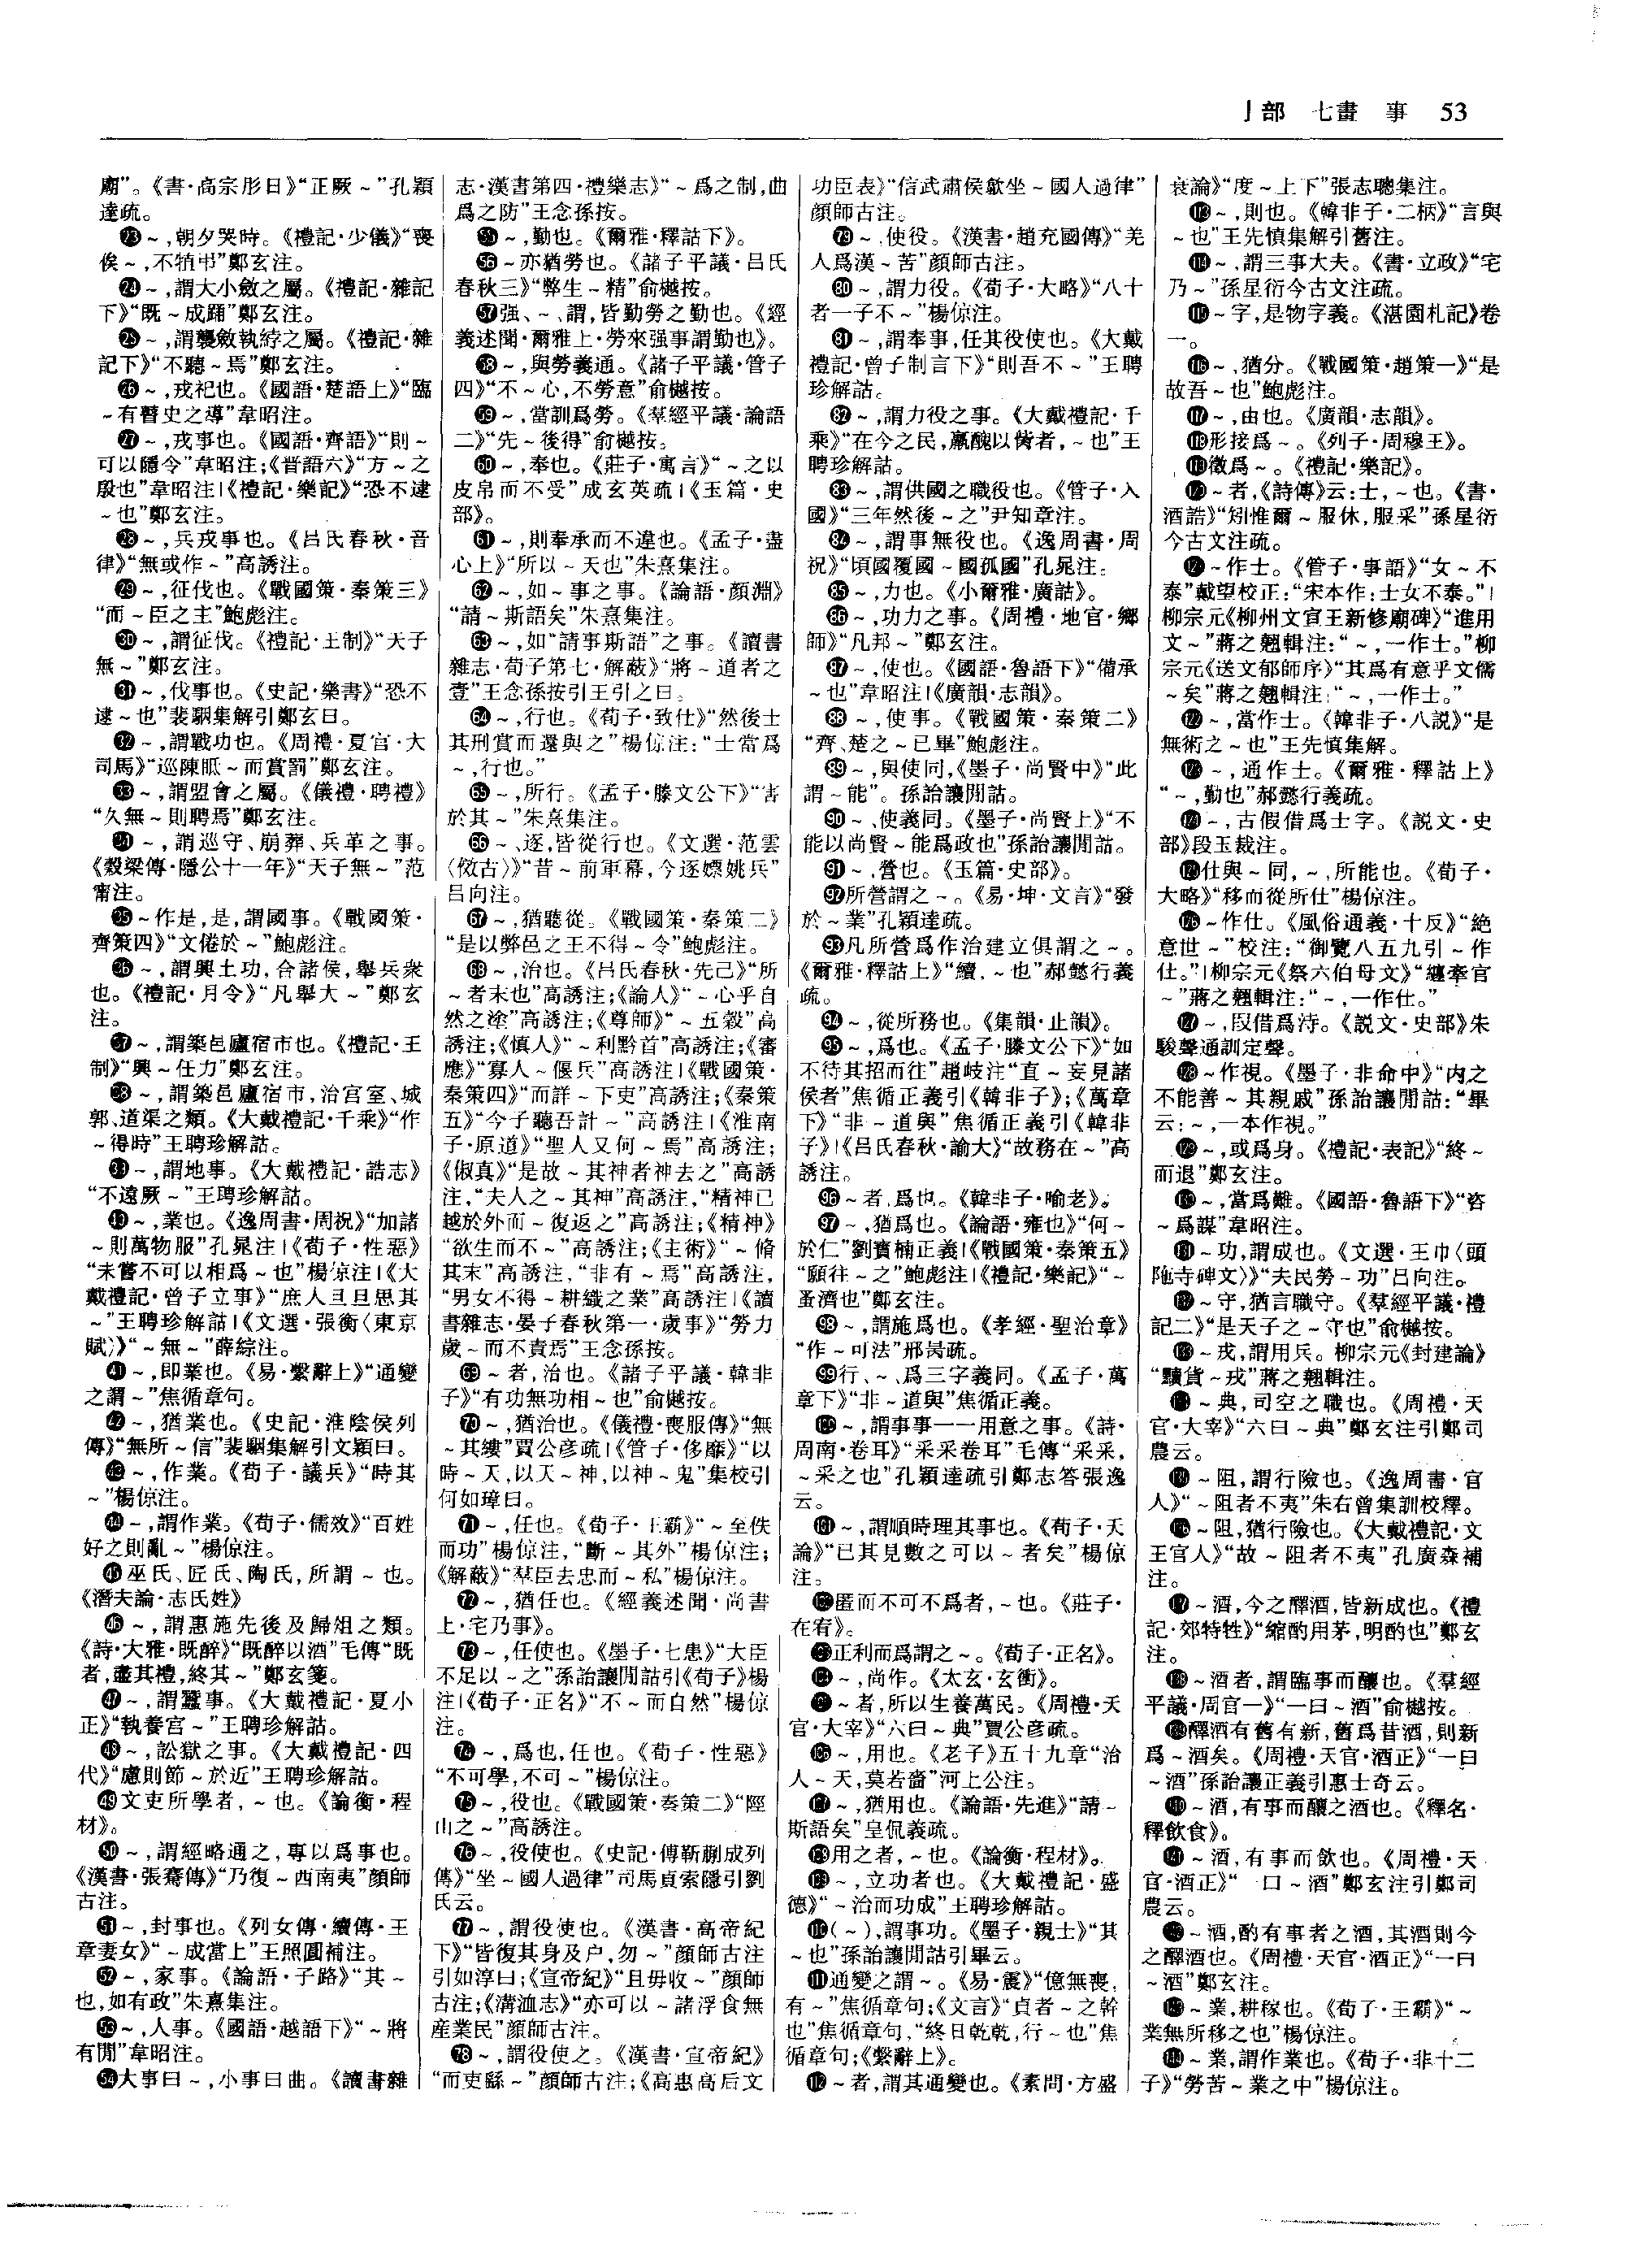 亅部 七畫 事 53
廟”。《書·高宗肜日》“正厥～”孔穎
達疏。
㉓～,朝夕哭時。《禮記·少儀》“喪
俟～,不犆弔”鄭玄注。
㉔～,謂大小斂之屬。《禮記·雜記
下》“既～成踊”鄭玄注。
㉕～,謂襲斂執綍之屬。《禮記·雜
記下》“不聽～焉”鄭玄注。
㉖～,戎祀也。《國語·楚語上》“臨
～有瞽史之導”韋昭注。
㉗～,戎事也。《國語·齊語》“則～
可以隱令”韋昭注;《晉語六》“方～之
殷也”韋昭注|《禮記·樂記》“恐不逮
～也”鄭玄注。
㉘～,兵戎事也。《呂氏春秋·音
律》“無或作～”高誘注。
㉙～,征伐也。《戰國策·秦策三》
“而～臣之主”鮑彪注。
㉚～,謂征伐。《禮記·王制》“天子
無～”鄭玄注。
㉛～,伐事也。《史記·樂書》“恐不
逮～也”裴駰集解引鄭玄曰。
㉜～,謂戰功也。《周禮·夏官·大
司馬》“巡陳眂～而賞罰”鄭玄注。
㉝～,謂盟會之屬。《儀禮·聘禮》
“久無～則聘焉”鄭玄注。
㉞～,謂巡守、崩葬、兵革之事。
《穀梁傳·隱公十一年》“天子無～”范
甯注。
㉟～作是,是,謂國事。《戰國策·
齊策四》“文倦於～”鮑彪注。
㊱～,謂興土功,合諸侯,舉兵衆
也。《禮記·月令》“凡舉大～”鄭玄
注。
㊲～,謂築邑廬宿市也。《禮記·王
制》“興～任力”鄭玄注。
㊳～,謂築邑廬宿市,治宮室、城
郭、道渠之類。《大戴禮記·千乘》“作
～得時”王聘珍解詁。
㊴～,謂地事。《大戴禮記·誥志》
“不遠厥～”王聘珍解詁。
㊵～,業也。《逸周書·周祝》“加諸
～則萬物服”孔晁注|《荀子·性惡》
“未嘗不可以相爲～也”楊倞注|《大
戴禮記·曾子立事》“庶人旦旦思其
～”王聘珍解詁|《文選·張衡〈東京
賦〉》“～無～”薛綜注。
㊶～,即業也。《易·繫辭上》“通變
之謂～”焦循章句。
㊷～,猶業也。《史記·淮陰侯列
傳》“無所～信”裴駰集解引文穎曰。
㊸～,作業。《荀子·議兵》“時其
～”楊倞注。
㊹～,謂作業。《荀子·儒效》“百姓
好之則亂～”楊倞注。
㊺巫氏、匠氏、陶氏,所謂～也。
《潛夫論·志氏姓》
㊻～,謂惠施先後及歸俎之類。
《詩·大雅·既醉》“既醉以酒”毛傳“既
者,盡其禮,終其～”鄭玄箋。
㊼～,謂蠶事。《大戴禮記·夏小
正》“執養宮～”王聘珍解詁。
㊽～,訟獄之事。《大戴禮記·四
代》“慮則節～於近”王聘珍解詁。
㊾文吏所學者,～也。《論衡·程
材》。
㊿～,謂經略通之,專以爲事也。
《漢書·張騫傳》“乃復～西南夷”顔師
古注。
51～,封事也。《列女傳·續傳·王
章妻女》“～成當上”王照圓補注。
52～,家事。《論語·子路》“其～
也,如有政”朱熹集注。
53～,人事。《國語·越語下》“～將
有閒”韋昭注。
54大事曰～,小事曰曲。《讀書雜
志·漢書第四·禮樂志》“～爲之制,曲
爲之防”王念孫按。
55～,勤也。《爾雅·釋詁下》。
56～亦猶勞也。《諸子平議·呂氏
春秋三》“弊生～精”俞樾按。
57强、～、謂,皆勤勞之勤也。《經
義述聞·爾雅上·勞來强事謂勤也》。
58～,與勞義通。《諸子平議·管子
四》“不～心,不勞意”俞樾按。
59～,當訓爲勞。《羣經平議·論語
二》“先～後得”俞樾按。
60～,奉也。《莊子·寓言》“～之以
皮帛而不受”成玄英疏|《玉篇·史
部》。
61～,則奉承而不違也。《孟子·盡
心上》“所以～天也”朱熹集注。
62～,如～事之事。《論語·顔淵》
“請～斯語矣”朱熹集注。
63～,如“請事斯語”之事。《讀書
雜志·荀子第七·解蔽》“將～道者之
壹”王念孫按引王引之曰。
64～,行也。《荀子·致仕》“然後士
其刑賞而還與之”楊倞注:“士當爲
～,行也。”
65～,所行。《孟子·滕文公下》“害
於其～”朱熹集注。
66～、逐,皆從行也。《文選·范雲
〈傚古〉》“昔～前軍幕,今逐嫖姚兵”
呂向注。
67～,猶聽從。《戰國策·秦策二》
“是以弊邑之王不得～令”鮑彪注。
68～,治也。《呂氏春秋·先己》“所
～者末也”高誘注;《論人》“～心乎自
然之塗”高誘注;《尊師》“～五穀”高
誘注;《慎人》“～利黔首”高誘注;《審
應》“寡人～偃兵”高誘注|《戰國策·
秦策四》“而詳～下吏”高誘注;《秦策
五》“今子聽吾計～”高誘注|《淮南
子·原道》“聖人又何～焉”高誘注;
《俶真》“是故～其神者神去之”高誘
注,“夫人之～其神”高誘注,“精神已
越於外而～復返之”高誘注;《精神》
“欲生而不～”高誘注;《主術》“～脩
其末”高誘注,“非有～焉”高誘注,
“男女不得～耕織之業”高誘注|《讀
書雜志·晏子春秋第一·歲事》“勞力
歲～而不責焉”王念孫按。
69～者,治也。《諸子平議·韓非
子》“有功無功相～也”俞樾按。
70～,猶治也。《儀禮·喪服傳》“無
～其縷”賈公彦疏|《管子·侈靡》“以
時～天,以天～神,以神～鬼”集校引
何如璋曰。
71～,任也。《荀子·王霸》“～至佚
而功”楊倞注,“斷～其外”楊倞注;
《解蔽》“羣臣去忠而～私”楊倞注。
72～,猶任也。《經義述聞·尚書
上·宅乃事》。
73～,任使也。《墨子·七患》“大臣
不足以～之”孫詒讓閒詁引《荀子》楊
注|《荀子·正名》“不～而自然”楊倞
注。
74～,爲也,任也。《荀子·性惡》
“不可學,不可～”楊倞注。
75～,役也。《戰國策·秦策二》“陘
山之～”高誘注。
76～,役使也。《史記·傅靳蒯成列
傳》“坐～國人過律”司馬貞索隱引劉
氏云。
77～,謂役使也。《漢書·高帝紀
下》“皆復其身及户,勿～”顔師古注
引如淳曰;《宣帝紀》“且毋收～”顔師
古注;《溝洫志》“亦可以～諸浮食無
産業民”顔師古注。
78～,謂役使之。《漢書·宣帝紀》
“而吏繇～”顔師古注;《高惠高后文
功臣表》“信武肅侯歙坐～國人過律”
顔師古注。
79～,使役。《漢書·趙充國傳》“羌
人爲漢～苦”顔師古注。
80～,謂力役。《荀子·大略》“八十
者一子不～”楊倞注。
81～,謂奉事,任其役使也。《大戴
禮記·曾子制言下》“則吾不～”王聘
珍解詁。
82～,謂力役之事。《大戴禮記·千
乘》“在今之民,羸醜以胔者,～也”王
聘珍解詁。
83～,謂供國之職役也。《管子·入
國》“三年然後～之”尹知章注。
84～,謂事無役也。《逸周書·周
祝》“頃國覆國～國孤國”孔晁注。
85～,力也。《小爾雅·廣詁》。
86～,功力之事。《周禮·地官·鄉
師》“凡邦～”鄭玄注。
87～,使也。《國語·魯語下》“備承
～也”韋昭注|《廣韻·志韻》。
88～,使事。《戰國策·秦策二》
“齊、楚之～已畢”鮑彪注。
89～,與使同,《墨子·尚賢中》“此
謂～能”。孫詒讓閒詁。
90～、使義同。《墨子·尚賢上》“不
能以尚賢～能爲政也”孫詒讓閒詁。
91～,營也。《玉篇·史部》。
92所營謂之～。《易·坤·文言》“發
於～業”孔穎達疏。
93凡所營爲作治建立俱謂之～。
《爾雅·釋詁上》“績,～也”郝懿行義
疏。
94～,從所務也。《集韻·止韻》。
95～,爲也。《孟子·滕文公下》“如
不待其招而往”趙岐注“直～妄見諸
侯者”焦循正義引《韓非子》;《萬章
下》“非～道與”焦循正義引《韓非
子》|《呂氏春秋·諭大》“故務在～”高
誘注。
96～者,爲也。《韓非子·喻老》。
97～,猶爲也。《論語·雍也》“何～
於仁”劉寶楠正義|《戰國策·秦策五》
“願往～之”鮑彪注|《禮記·樂記》“～
蚤濟也”鄭玄注。
98～,謂施爲也。《孝經·聖治章》
“作～可法”邢昺疏。
99行、～、爲三字義同。《孟子·萬
章下》“非～道與”焦循正義。
100～,謂事事一一用意之事。《詩·
周南·卷耳》“采采卷耳”毛傳“采采,
～采之也”孔穎達疏引鄭志答張逸
云。
101～,謂順時理其事也。《荀子·天
論》“已其見數之可以～者矣”楊倞
注。
102匿而不可不爲者,～也。《莊子·
在宥》。
103正利而爲謂之～。《荀子·正名》。
104～,尚作。《太玄·玄衝》。
105～者,所以生養萬民。《周禮·天
官·大宰》“六曰～典”賈公彦疏。
106～,用也。《老子》五十九章“治
人～天,莫若嗇”河上公注。
107～,猶用也。《論語·先進》“請～
斯語矣”皇侃義疏。
108用之者,～也。《論衡·程材》。
109～,立功者也。《大戴禮記·盛
德》“～治而功成”王聘珍解詁。
110(～),謂事功。《墨子·親士》“其
～也”孫詒讓閒詁引畢云。
111通變之謂～。《易·震》“億無喪,
有～”焦循章句;《文言》“貞者～之幹
也”焦循章句,“終日乾乾,行～也”焦
循章句;《繫辭上》。
112～者,謂其通變也。《素問·方盛
衰論》“度～上下”張志聰集注。
113～,則也。《韓非子·二柄》“言與
～也”王先慎集解引舊注。
114～,謂三事大夫。《書·立政》“宅
乃～”孫星衍今古文注疏。
115～字,是物字義。《湛園札記》卷
一。
116～,猶分。《戰國策·趙策一》“是
故吾～也”鮑彪注。
117～,由也。《廣韻·志韻》。
118形接爲～。《列子·周穆王》。
119徵爲～。《禮記·樂記》。
120～者,《詩傳》云:士,～也。《書·
酒誥》“矧惟爾～服休,服采”孫星衍
今古文注疏。
121～作士。《管子·事語》“女～不
泰”戴望校正:“宋本作:士女不泰。”|
柳宗元《柳州文宣王新修廟碑》“進用
文～”蔣之翹輯注:“～,一作士。”柳
宗元《送文郁師序》“其爲有意乎文儒
～矣”蔣之翹輯注:“～,一作士。”
122～,當作士。《韓非子·八説》“是
無術之～也”王先慎集解。
123～,通作士。《爾雅·釋詁上》
“～,勤也”郝懿行義疏。
124～,古假借爲士字。《説文·史
部》段玉裁注。
125仕與～同,～,所能也。《荀子·
大略》“移而從所仕”楊倞注。
126～作仕。《風俗通義·十反》“絶
意世～”校注:“御覽八五九引～作
仕。”|柳宗元《祭六伯母文》“纏牽官
～”蔣之翹輯注:“～,一作仕。”
127～,叚借爲洔。《説文·史部》朱
駿聲通訓定聲。
128～作視。《墨子·非命中》“内之
不能善～其親戚”孫詒讓閒詁:“畢
云:～,一本作視。”
129～,或爲身。《禮記·表記》“終～
而退”鄭玄注。
130～,當爲難。《國語·魯語下》“咨
～爲謀”韋昭注。
131～功,謂成也。《文選·王巾〈頭
陁寺碑文〉》“夫民勞～功”呂向注。
132～守,猶言職守。《羣經平議·禮
記二》“是天子之～守也”俞樾按。
133～戎,謂用兵。柳宗元《封建論》
“黷貨～戎”蔣之翹輯注。
134～典,司空之職也。《周禮·天
官·大宰》“六曰～典”鄭玄注引鄭司
農云。
135～阻,謂行險也。《逸周書·官
人》“～阻者不夷”朱右曾集訓校釋。
136～阻,猶行險也。《大戴禮記·文
王官人》“故～阻者不夷”孔廣森補
注。
137～酒,今之醳酒,皆新成也。《禮
記·郊特牲》“縮酌用茅,明酌也”鄭玄
注。
138～酒者,謂臨事而釀也。《羣經
平議·周官一》“一曰～酒”俞樾按。
139醳酒有舊有新,舊爲昔酒,則新
爲～酒矣。《周禮·天官·酒正》“一曰
～酒”孫詒讓正義引惠士奇云。
140～酒,有事而釀之酒也。《釋名·
釋飲食》。
141～酒,有事而飲也。《周禮·天
官·酒正》“曰～酒”鄭玄注引鄭司
農云。
142～酒,酌有事者之酒,其酒則今
之醳酒也。《周禮·天官·酒正》“一曰
～酒”鄭玄注。
143～業,耕稼也。《荀子·王霸》“～
業無所移之也”楊倞注。
144～業,謂作業也。《荀子·非十二
子》“勞苦～業之中”楊倞注。